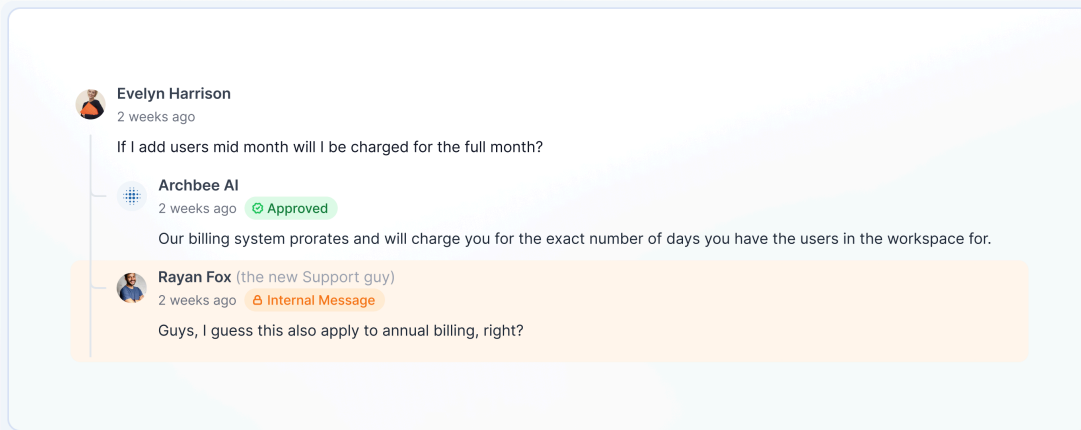 Evelyn Harrison
2 weeks ago
If I add users mid month will I be charged for the full month?
Archbee AI
2 weeks ago Approved
Our billing system prorates and will charge you for the exact number of days you have the users in the workspace for.
Rayan Fox (the new Support guy)
2 weeks ago Internal Message
Guys, I guess this also apply to annual billing, right?